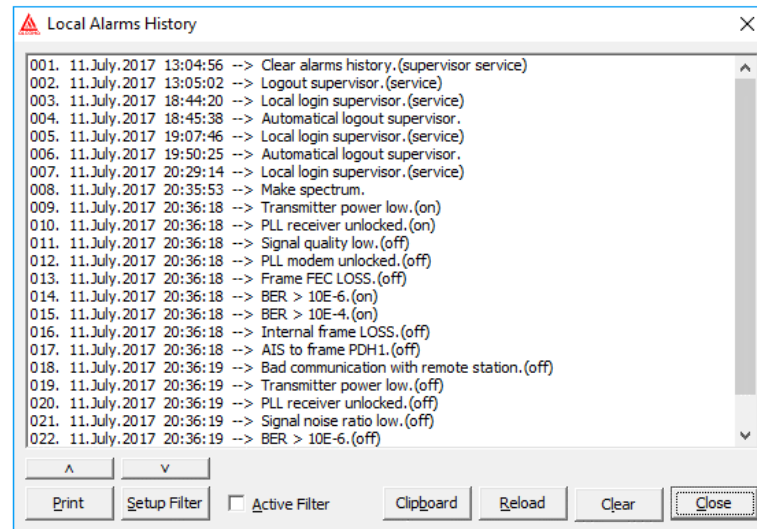 Local Alarms History
001. 11.July.2017 13:04:56 --> Clear alarms history.(supervisor service)
002. 11.July.2017 13:05:02 --> Logout supervisor.(service)
003. 11.July.2017 18:44:20 --> Local login supervisor.(service)
004. 11.July.2017 18:45:38 --> Automatical logout supervisor.
005. 11.July.2017 19:07:46 --> Local login supervisor.(service)
006. 11.July.2017 19:50:25 --> Automatical logout supervisor.
007. 11.July.2017 20:29:14 --> Local login supervisor.(service)
008. 11.July.2017 20:35:53 --> Make spectrum.
009. 11.July.2017 20:36:18 --> Transmitter power low.(on)
010. 11.July.2017 20:36:18 --> PLL receiver unlocked.(on)
011. 11.July.2017 20:36:18 --> Signal quality low.(off)
012. 11.July.2017 20:36:18 --> PLL modem unlocked.(off)
013. 11.July.2017 20:36:18 --> Frame FEC LOSS.(off)
014. 11.July.2017 20:36:18 --> BER > 10E-6.(on)
015. 11.July.2017 20:36:18 --> BER > 10E-4.(on)
016. 11.July.2017 20:36:18 --> Internal frame LOSS.(off)
017. 11.July.2017 20:36:18 --> AIS to frame PDH1.(off)
018. 11.July.2017 20:36:19 --> Bad communication with remote station.(off)
019. 11.July.2017 20:36:19 --> Transmitter power low.(off)
020. 11.July.2017 20:36:19 --> PLL receiver unlocked.(off)
021. 11.July.2017 20:36:19 --> Signal noise ratio low.(off)
022. 11.July.2017 20:36:19 --> BER > 10E-6.(off)
Print Setup Filter Active Filter Clipboard Reload Clear Close